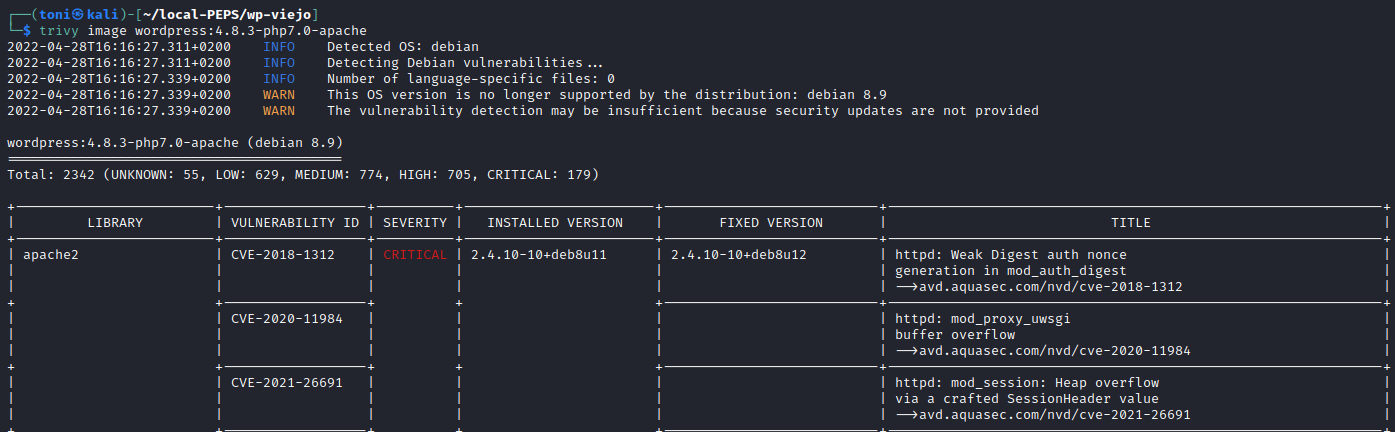 ┌──(toni㉿kali)-[~/local-PEPS/wp-viejo]
└─$ trivy image wordpress:4.8.3-php7.0-apache
2022-04-28T16:16:27.311+0200 INFO Detected OS: debian
2022-04-28T16:16:27.311+0200 INFO Detecting Debian vulnerabilities...
2022-04-28T16:16:27.339+0200 INFO Number of language-specific files: 0
2022-04-28T16:16:27.339+0200 WARN This OS version is no longer supported by the distribution: debian 8.9
2022-04-28T16:16:27.339+0200 WARN The vulnerability detection may be insufficient because security updates are not provided
wordpress:4.8.3-php7.0-apache (debian 8.9)
Total: 2342 (UNKNOWN: 55, LOW: 629, MEDIUM: 774, HIGH: 705, CRITICAL: 179)
LIBRARY | VULNERABILITY ID | SEVERITY | INSTALLED VERSION | FIXED VERSION | TITLE
apache2 | CVE-2018-1312 | CRITICAL | 2.4.10-10+deb8u11 | 2.4.10-10+deb8u12 | httpd: Weak Digest auth nonce
generation in mod_auth_digest
-->avd.aquasec.com/nvd/cve-2018-1312
CVE-2020-11984 | httpd: mod_proxy_uwsgi
buffer overflow
-->avd.aquasec.com/nvd/cve-2020-11984
CVE-2021-26691 | httpd: mod_session: Heap overflow
via a crafted SessionHeader value
-->avd.aquasec.com/nvd/cve-2021-26691